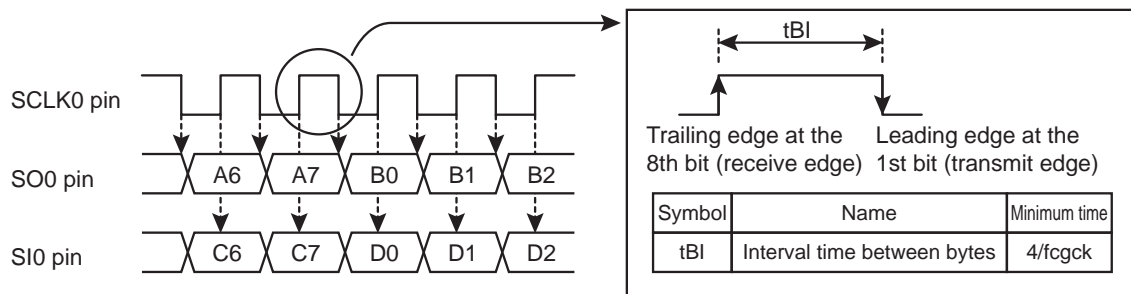 SCLK0 pin
SO0 pin
A6 A7 B0 B1 B2
SI0 pin
C6 C7 D0 D1 D2
tBI
Trailing edge at the
8th bit (receive edge)
Leading edge at the
1st bit (transmit edge)
Symbol Name Minimum time
tBI Interval time between bytes 4/fcgck